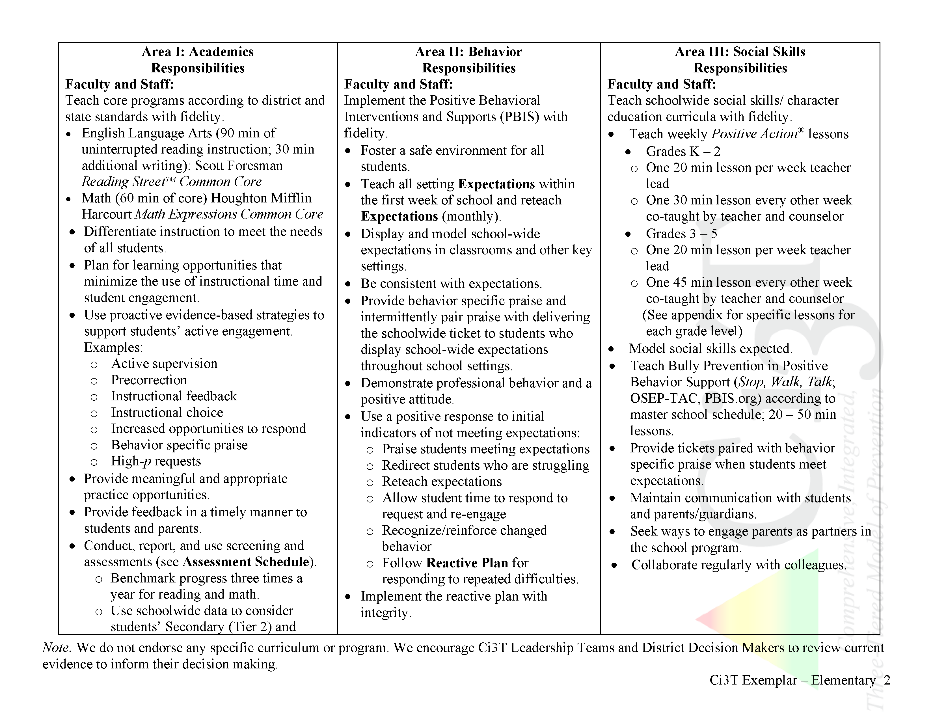 Area I: Academics
Responsibilities
Faculty and Staff:
Teach core programs according to district and
state standards with fidelity.
• English Language Arts (90 min of
uninterrupted reading instruction; 30 min
additional writing): Scott Foresman
Reading Street™ Common Core
• Math (60 min of core) Houghton Mifflin
Harcourt Math Expressions Common Core
• Differentiate instruction to meet the needs
of all students.
• Plan for learning opportunities that
minimize the use of instructional time and
student engagement.
• Use proactive evidence-based strategies to
support students’ active engagement.
Examples:
o Active supervision
o Precorrection
o Instructional feedback
o Instructional choice
o Increased opportunities to respond
o Behavior specific praise
o High-p requests
• Provide meaningful and appropriate
practice opportunities.
• Provide feedback in a timely manner to
students and parents.
• Conduct, report, and use screening and
assessments (see Assessment Schedule).
o Benchmark progress three times a
year for reading and math.
o Use schoolwide data to consider
students’ Secondary (Tier 2) and
Area II: Behavior
Responsibilities
Faculty and Staff:
Implement the Positive Behavioral
Interventions and Supports (PBIS) with
fidelity.
• Foster a safe environment for all
students.
• Teach all setting Expectations within
the first week of school and reteach
Expectations (monthly).
• Display and model school-wide
expectations in classrooms and other key
settings.
• Be consistent with expectations.
• Provide behavior specific praise and
intermittently pair praise with delivering
the schoolwide ticket to students who
display school-wide expectations
throughout school settings.
• Demonstrate professional behavior and a
positive attitude.
• Use a positive response to initial
indicators of not meeting expectations:
o Praise students meeting expectations
o Redirect students who are struggling
o Reteach expectations
o Allow student time to respond to
request and re-engage
o Recognize/reinforce changed
behavior
o Follow Reactive Plan for
responding to repeated difficulties.
• Implement the reactive plan with
integrity.
Area III: Social Skills
Responsibilities
Faculty and Staff:
Teach schoolwide social skills/ character
education curricula with fidelity.
• Teach weekly Positive Action® lessons
• Grades K – 2
o One 20 min lesson per week teacher
lead
o One 30 min lesson every other week
co-taught by teacher and counselor
• Grades 3 – 5
o One 20 min lesson per week teacher
lead
o One 45 min lesson every other week
co-taught by teacher and counselor
(See appendix for specific lessons for
each grade level)
• Model social skills expected.
• Teach Bully Prevention in Positive
Behavior Support (Stop, Walk, Talk;
OSEP-TAC, PBIS.org) according to
master school schedule; 20 – 50 min
lessons.
• Provide tickets paired with behavior
specific praise when students meet
expectations.
• Maintain communication with students
and parents/guardians.
• Seek ways to engage parents as partners in
the school program.
• Collaborate regularly with colleagues.
Ci3T
Comprehensive, Integrated,
Three-Tiered Model of Prevention
Note. We do not endorse any specific curriculum or program. We encourage Ci3T Leadership Teams and District Decision Makers to review current
evidence to inform their decision making.
Ci3T Exemplar – Elementary 2